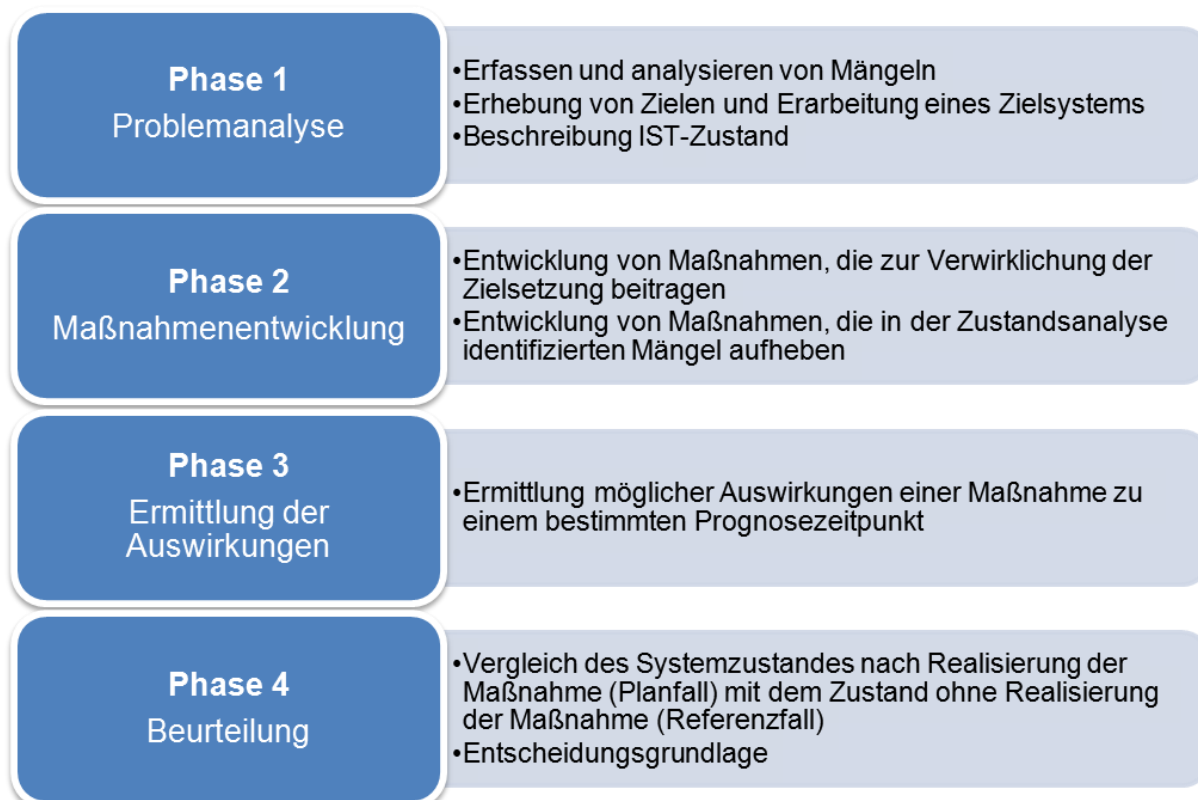 Phase 1
Problemanalyse
•Erfassen und analysieren von Mängeln
•Erhebung von Zielen und Erarbeitung eines Zielsystems
•Beschreibung IST-Zustand
Phase 2
Maßnahmenentwicklung
•Entwicklung von Maßnahmen, die zur Verwirklichung der
Zielsetzung beitragen
•Entwicklung von Maßnahmen, die in der Zustandsanalyse
identifizierten Mängel aufheben
Phase 3
Ermittlung der
Auswirkungen
•Ermittlung möglicher Auswirkungen einer Maßnahme zu
einem bestimmten Prognosezeitpunkt
Phase 4
Beurteilung
•Vergleich des Systemzustandes nach Realisierung der
Maßnahme (Planfall) mit dem Zustand ohne Realisierung
der Maßnahme (Referenzfall)
•Entscheidungsgrundlage